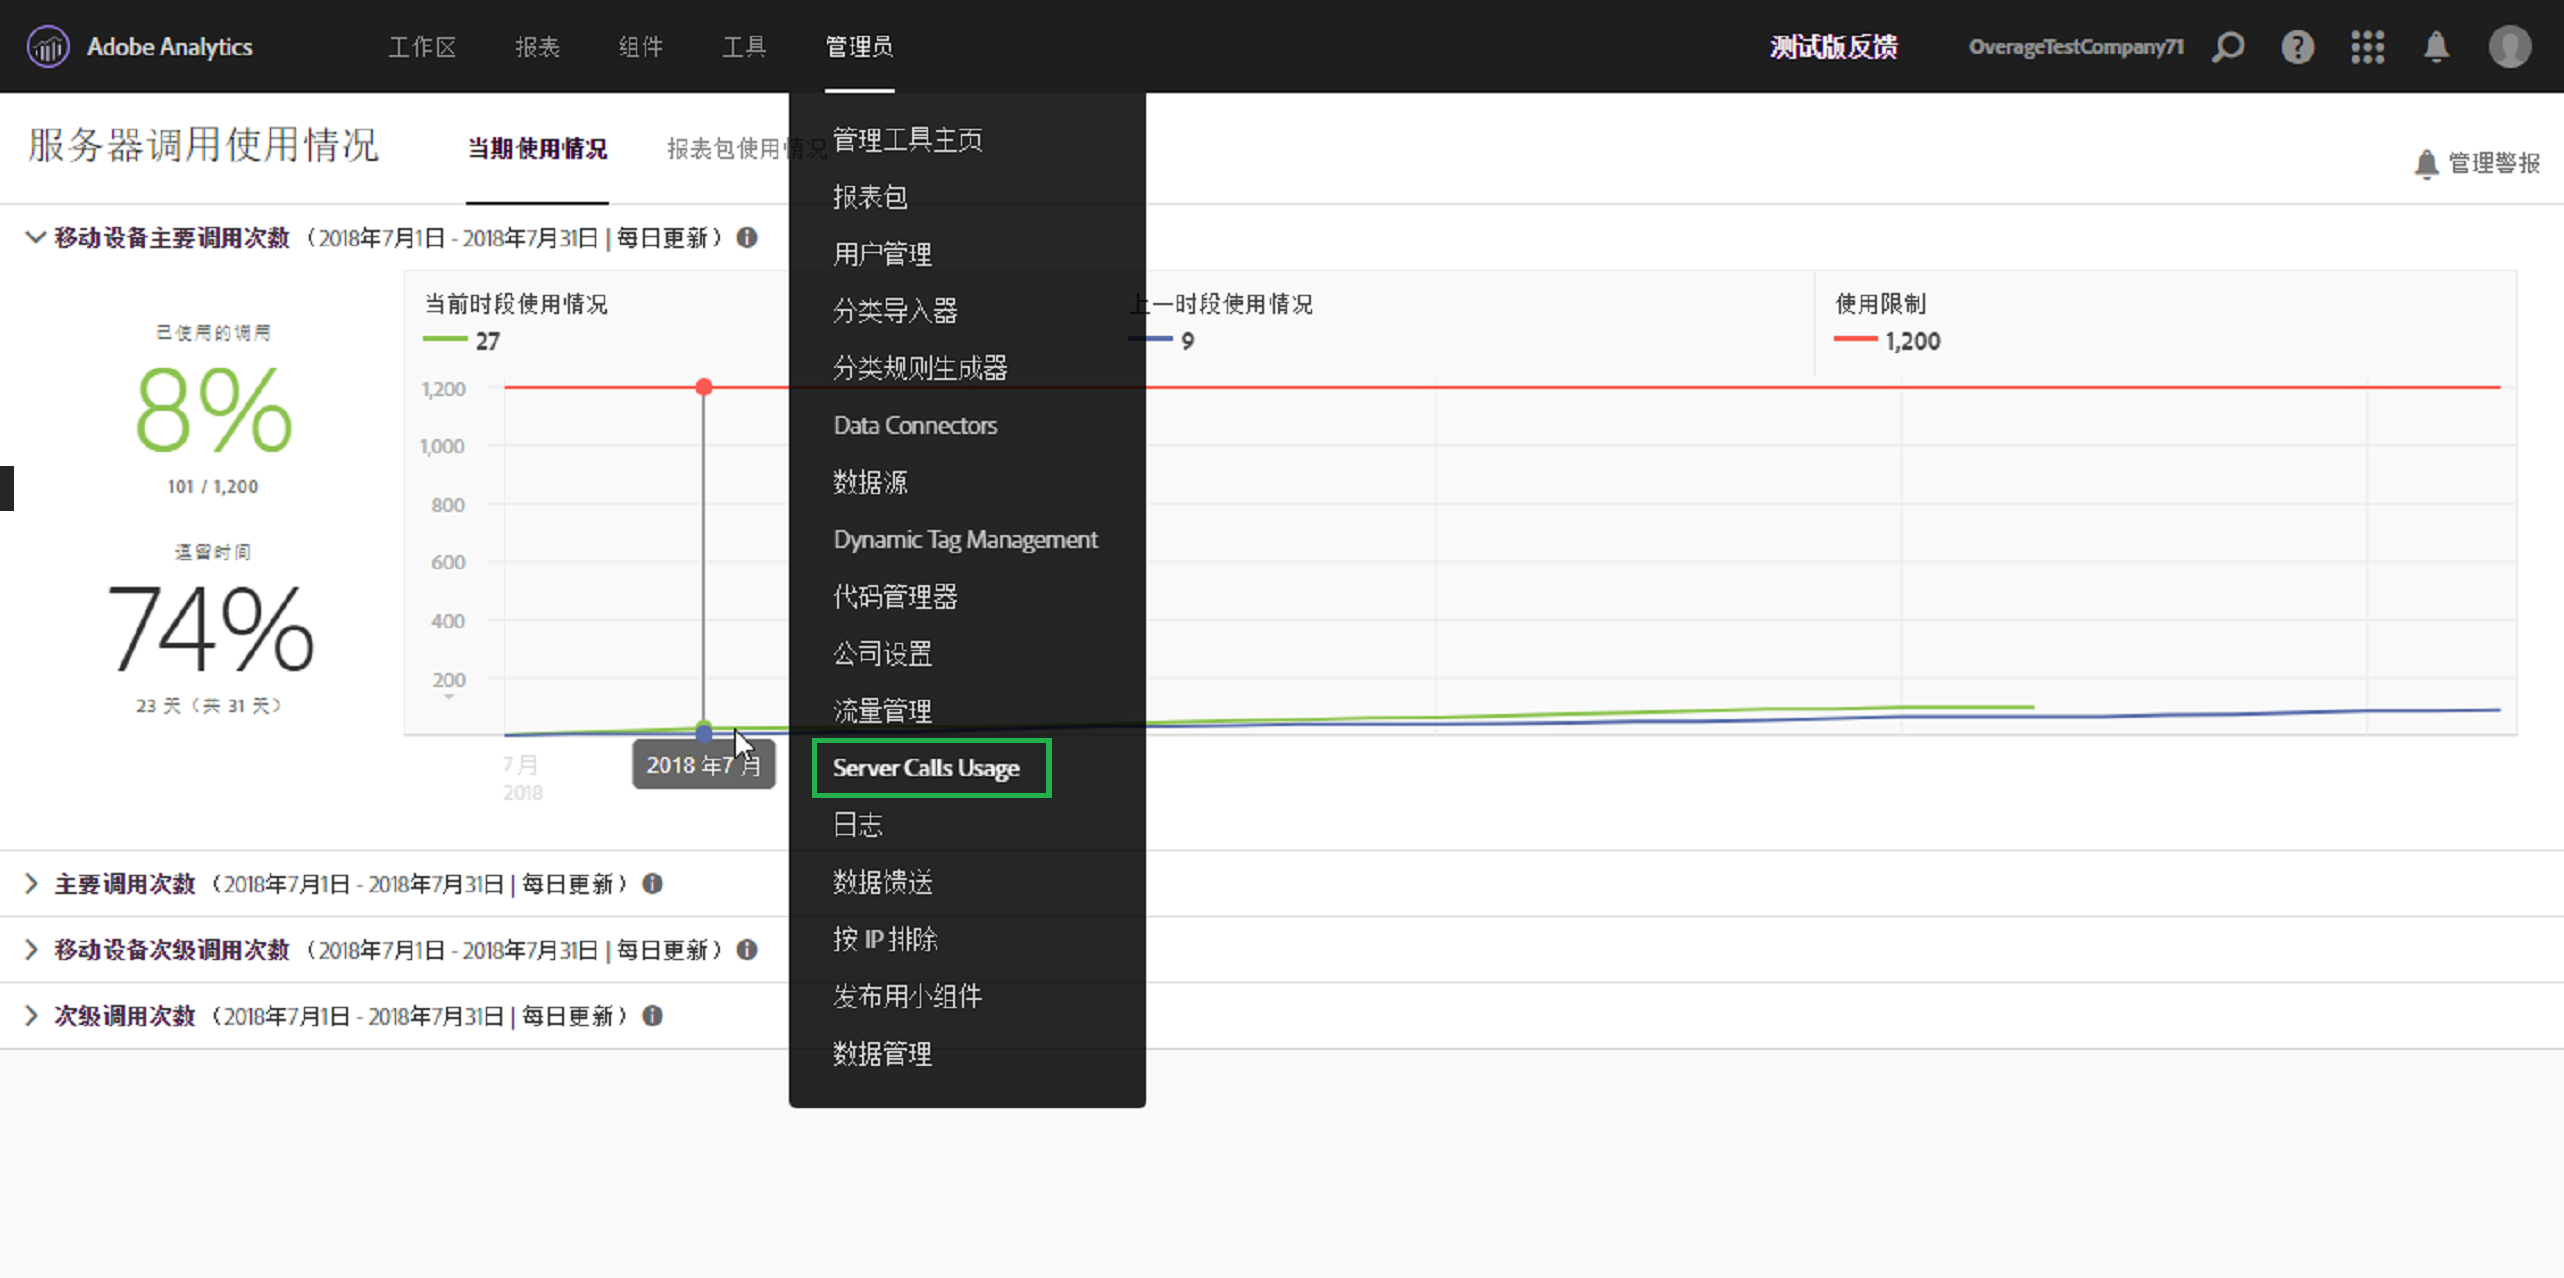 Adobe Analytics 工作区 报表 组件 工具 管理员 测试版反馈 OverageTestCompany71
服务器调用使用情况 当期使用情况 报表包使用情况 管理警报
管理工具主页
报表包
用户管理
分类导入器
分类规则生成器
Data Connectors
数据源
Dynamic Tag Management
代码管理器
公司设置
流量管理
Server Calls Usage
日志
数据馈送
按 IP 排除
发布用小组件
数据管理
移动设备主要调用次数 （2018年7月1日 - 2018年7月31日 | 每日更新）
已使用的调用
8%
101 / 1,200
逗留时间
74%
23 天（共 31 天）
当前时段使用情况
27
上一时段使用情况
9
使用限制
1,200
1,200
1,000
800
600
400
200
7 月
2018
2018 年7 月
主要调用次数 （2018年7月1日 - 2018年7月31日 | 每日更新）
移动设备次级调用次数 （2018年7月1日 - 2018年7月31日 | 每日更新）
次级调用次数 （2018年7月1日 - 2018年7月31日 | 每日更新）